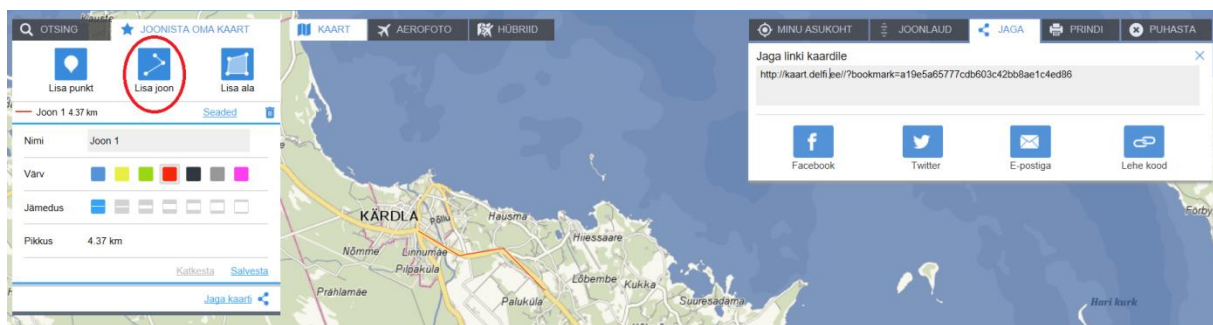 OTSING
JOONISTA OMA KAART
KAART
AEROFOTO
HÜBRIID
MINU ASUKOHT
JOONLAUD
JAGA
PRINDI
PUHASTA
Lisa punkt
Lisa joon
Lisa ala
Joon 1 4.37 km
Seaded
Nimi
Joon 1
Värv
Jämedus
Pikkus
4.37 km
Katkesta
Salvesta
Jaga kaarti
Jaga linki kaardile
http://kaart.delfi.ee//?bookmark=a19e5a65777cdb603c42bb8ae1c4ed86
Facebook
Twitter
E-postiga
Lehe kood
KÄRDLA
Põllu
Hausma
Hiiessaare
Nõmme
Linnumäe
Pilpaküla
Prählamäe
Lõbembe
Kukka
Paluküla
Suuresadama
Förby
Hari kurk